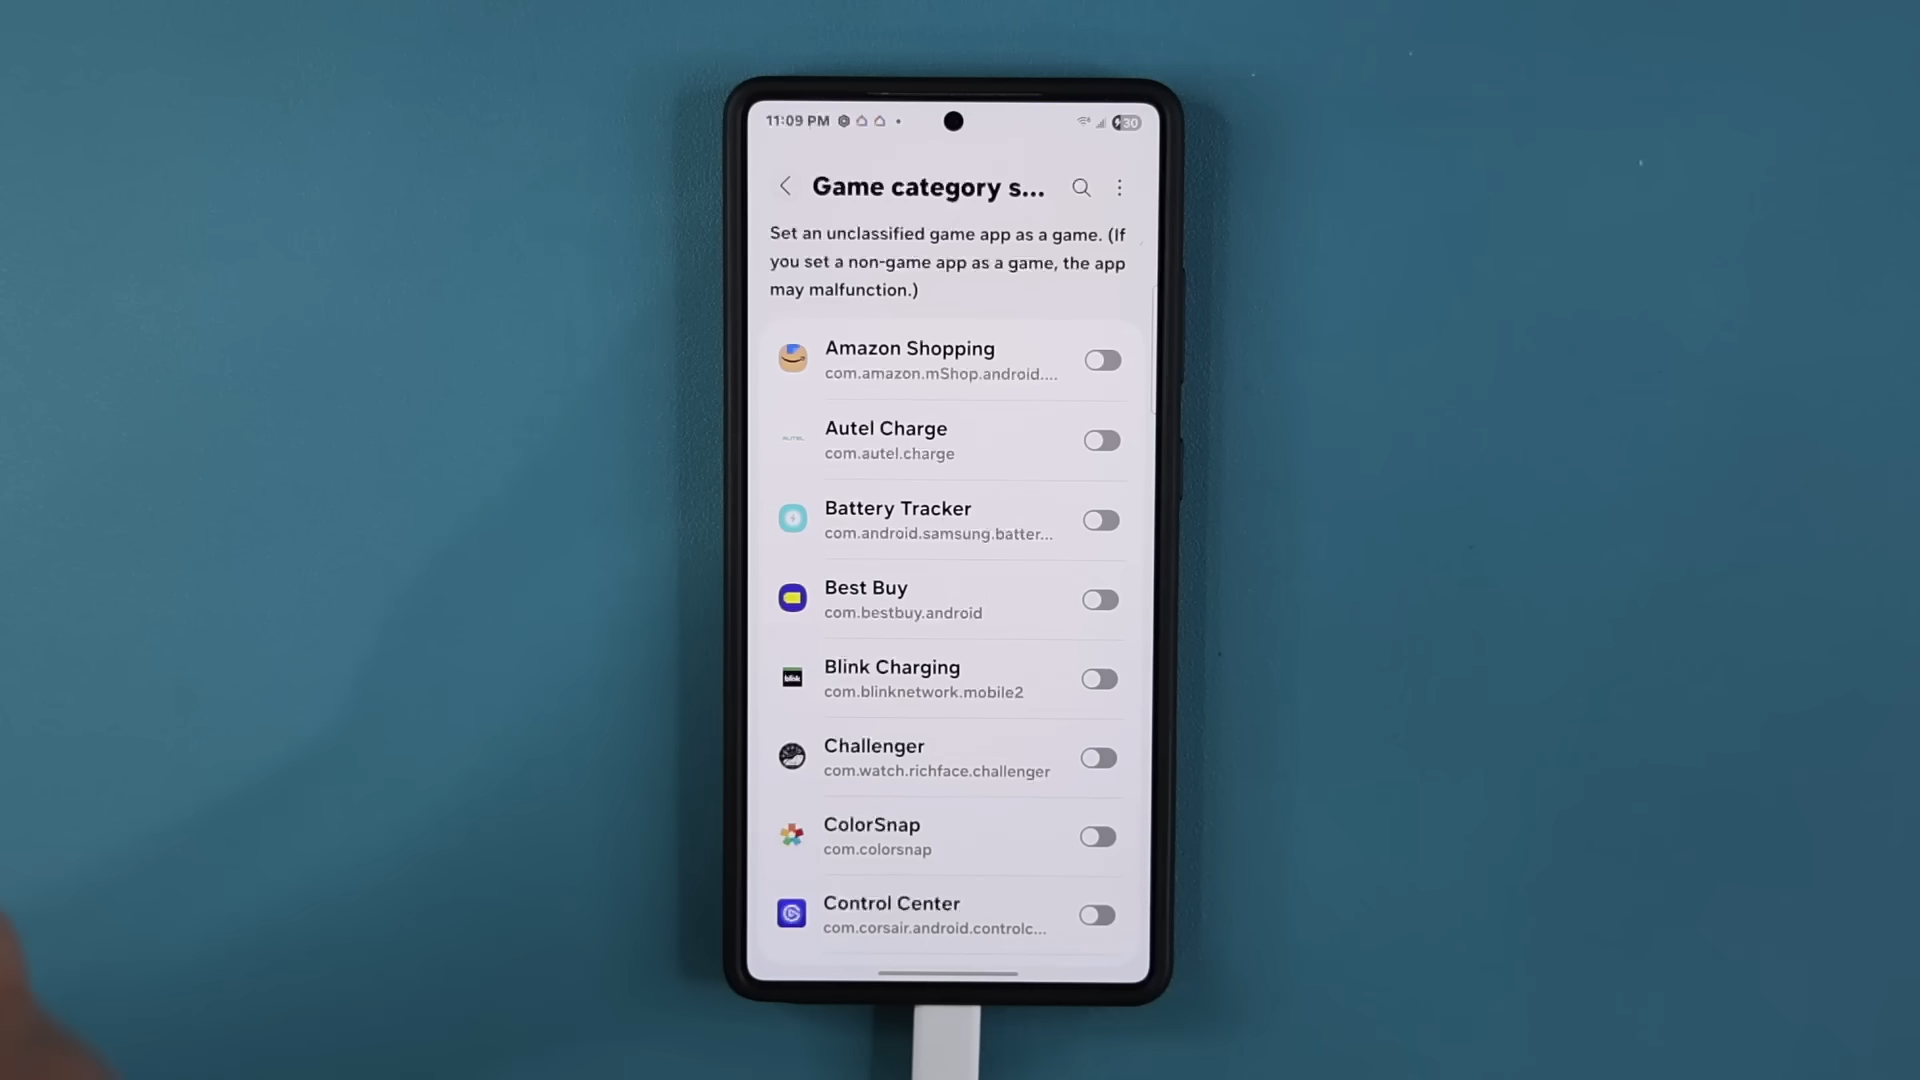 11:09 PM
30
Game category s...
Set an unclassified game app as a game. (If
you set a non-game app as a game, the app
may malfunction.)
Amazon Shopping
com.amazon.mShop.android....
AUTEL
Autel Charge
com.autel.charge
Battery Tracker
com.android.samsung.batter...
Best Buy
com.bestbuy.android
blink
Blink Charging
com.blinknetwork.mobile2
Challenger
com.watch.richface.challenger
ColorSnap
com.colorsnap
Control Center
com.corsair.android.controlc...